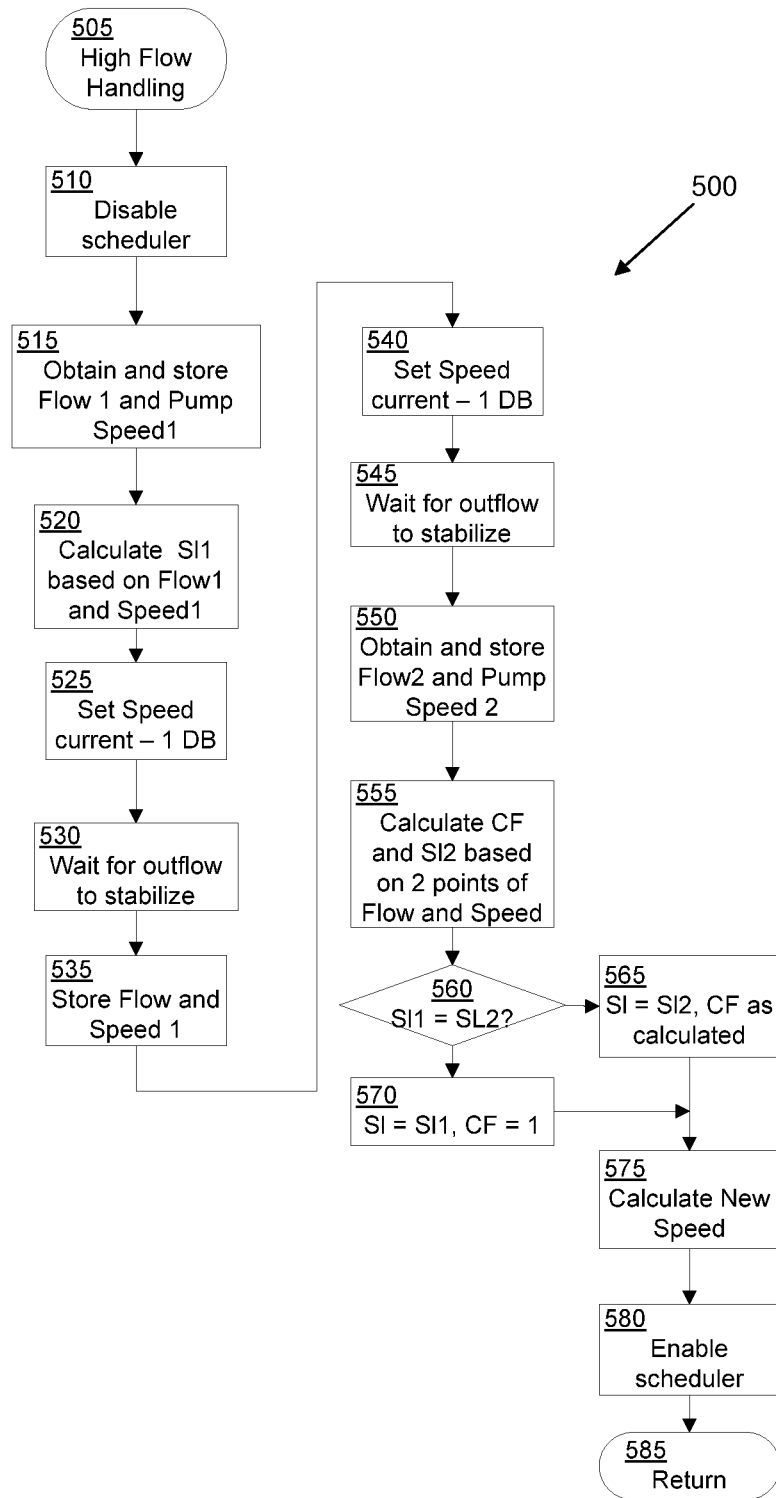 505
High Flow
Handling
510
Disable
scheduler
515
Obtain and store
Flow 1 and Pump
Speed1
520
Calculate SI1
based on Flow1
and Speed1
525
Set Speed
current – 1 DB
530
Wait for outflow
to stabilize
535
Store Flow and
Speed 1
500
540
Set Speed
current – 1 DB
545
Wait for outflow
to stabilize
550
Obtain and store
Flow2 and Pump
Speed 2
555
Calculate CF
and SI2 based
on 2 points of
Flow and Speed
560
SI1 = SL2?
565
SI = SI2, CF as
calculated
570
SI = SI1, CF = 1
575
Calculate New
Speed
580
Enable
scheduler
585
Return